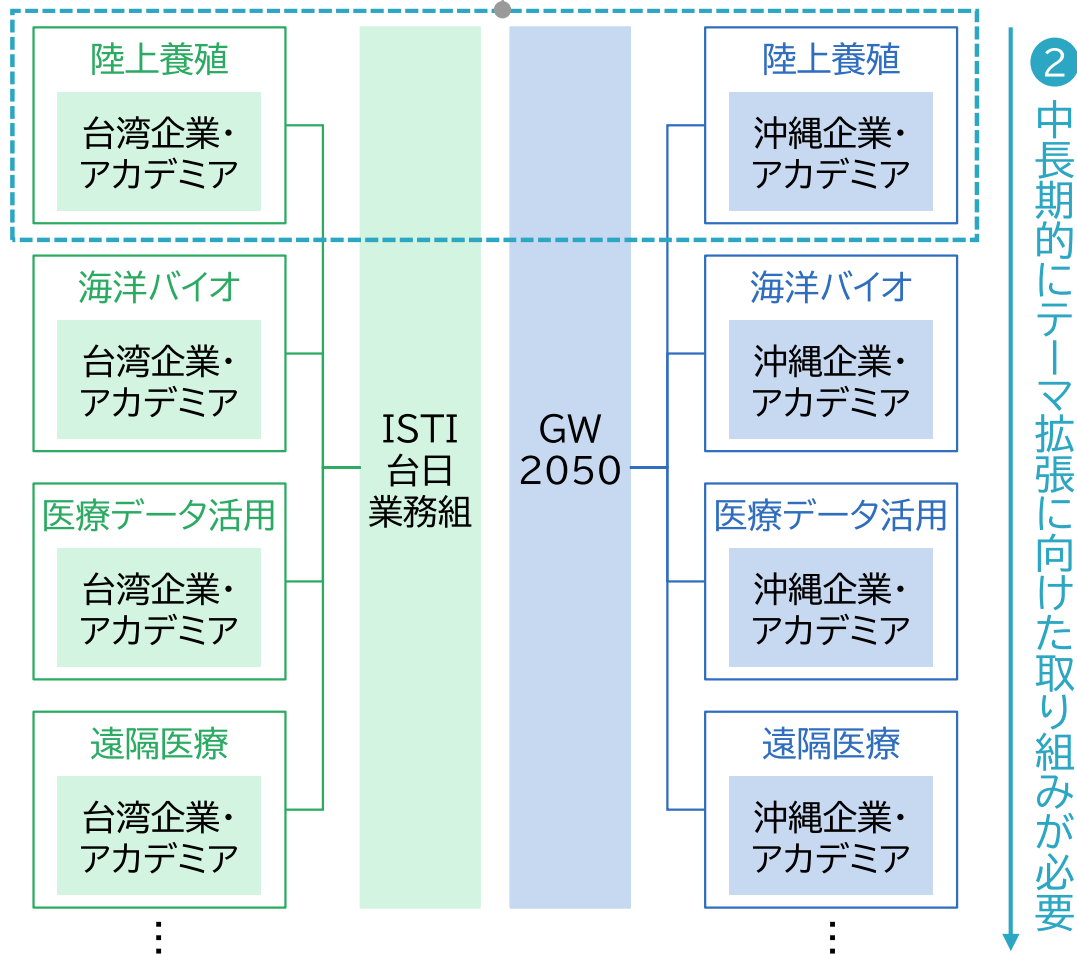 陸上養殖
台湾企業・
アカデミア
海洋バイオ
台湾企業・
アカデミア
医療データ活用
台湾企業・
アカデミア
遠隔医療
台湾企業・
アカデミア
⋮
ISTI
台日
業務組
GW
2050
陸上養殖
沖縄企業・
アカデミア
海洋バイオ
沖縄企業・
アカデミア
医療データ活用
沖縄企業・
アカデミア
遠隔医療
沖縄企業・
アカデミア
⋮
❷
中長期的にテーマ拡張に向けた取り組みが必要